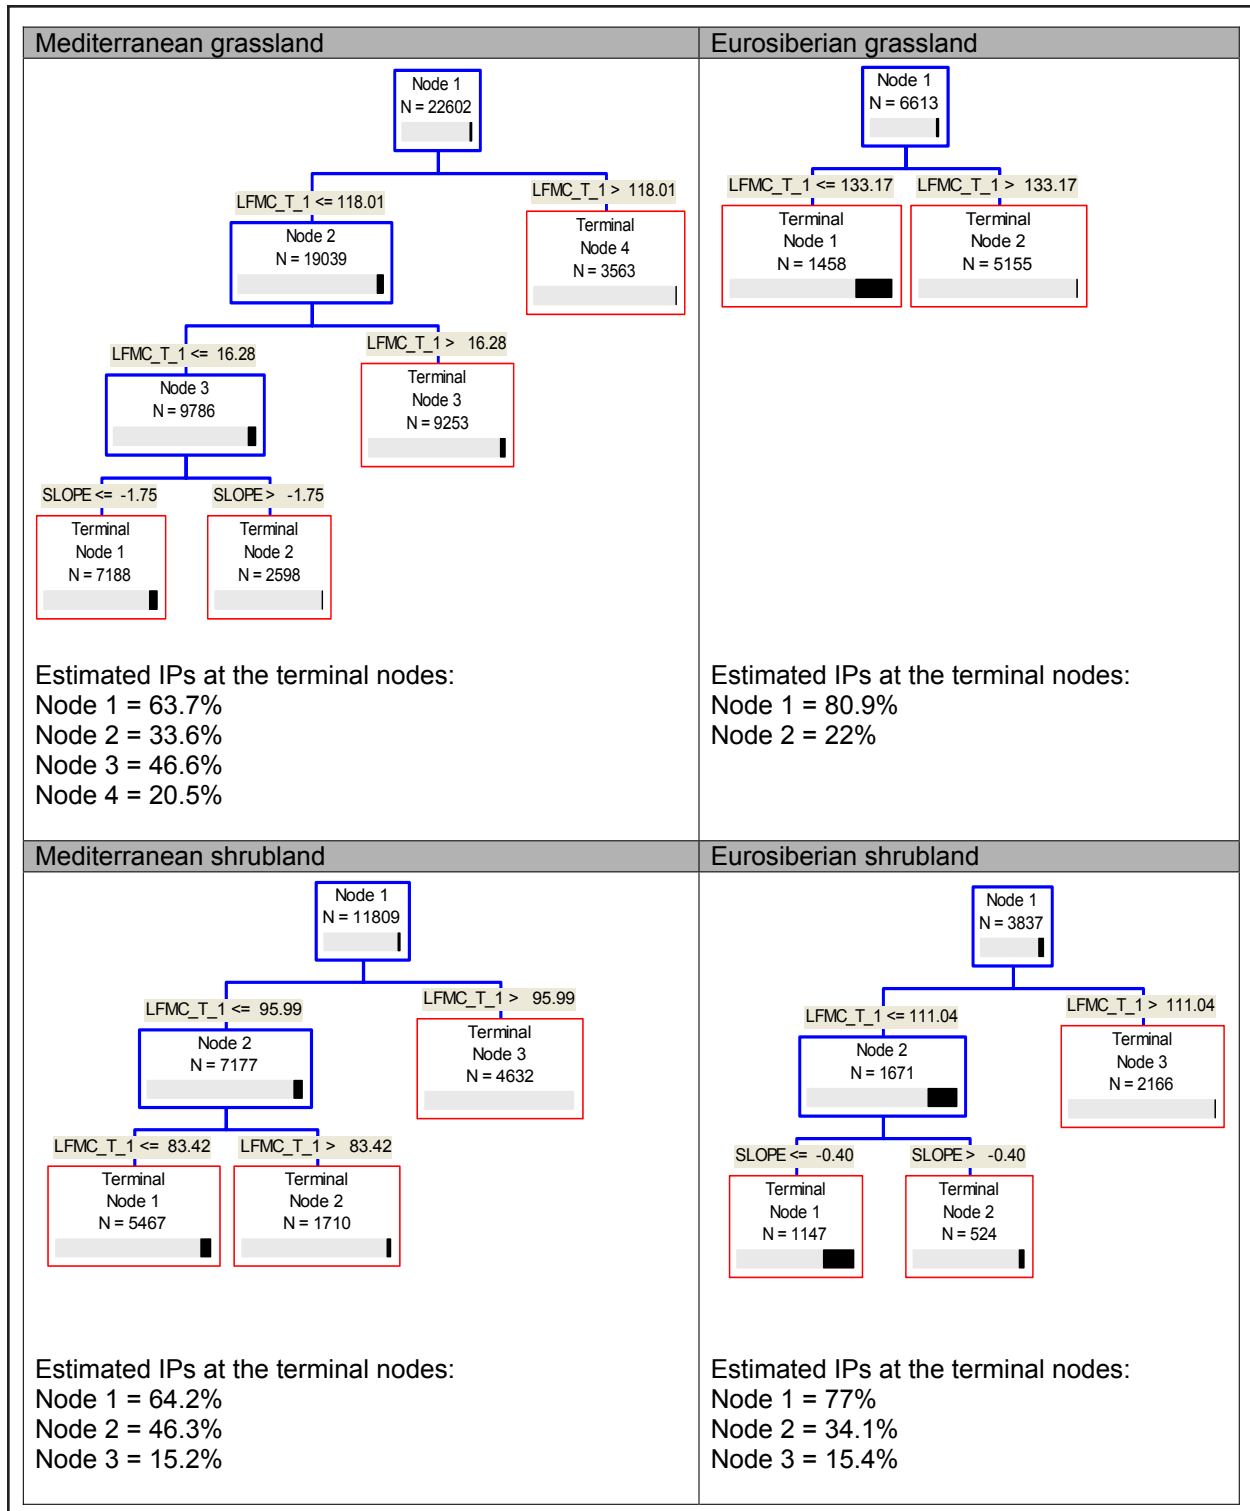 Mediterranean grassland
Node 1
N = 22602
LFMC_T_1 <= 118.01
LFMC_T_1 > 118.01
Node 2
N = 19039
Terminal
Node 4
N = 3563
LFMC_T_1 <= 16.28
LFMC_T_1 > 16.28
Node 3
N = 9786
Terminal
Node 3
N = 9253
SLOPE <= -1.75
SLOPE > -1.75
Terminal
Node 1
N = 7188
Terminal
Node 2
N = 2598
Estimated IPs at the terminal nodes:
Node 1 = 63.7%
Node 2 = 33.6%
Node 3 = 46.6%
Node 4 = 20.5%
Eurosiberian grassland
Node 1
N = 6613
LFMC_T_1 <= 133.17
LFMC_T_1 > 133.17
Terminal
Node 1
N = 1458
Terminal
Node 2
N = 5155
Estimated IPs at the terminal nodes:
Node 1 = 80.9%
Node 2 = 22%
Mediterranean shrubland
Node 1
N = 11809
LFMC_T_1 <= 95.99
LFMC_T_1 > 95.99
Node 2
N = 7177
Terminal
Node 3
N = 4632
LFMC_T_1 <= 83.42
LFMC_T_1 > 83.42
Terminal
Node 1
N = 5467
Terminal
Node 2
N = 1710
Estimated IPs at the terminal nodes:
Node 1 = 64.2%
Node 2 = 46.3%
Node 3 = 15.2%
Eurosiberian shrubland
Node 1
N = 3837
LFMC_T_1 <= 111.04
LFMC_T_1 > 111.04
Node 2
N = 1671
Terminal
Node 3
N = 2166
SLOPE <= -0.40
SLOPE > -0.40
Terminal
Node 1
N = 1147
Terminal
Node 2
N = 524
Estimated IPs at the terminal nodes:
Node 1 = 77%
Node 2 = 34.1%
Node 3 = 15.4%